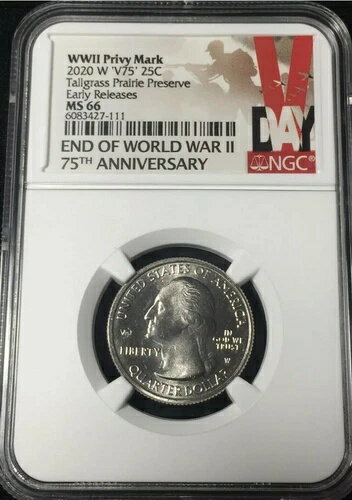 WWII Privy Mark
2020 W 'V75' 25C
Tallgrass Prairie Preserve
Early Releases
MS 66
6083427-111
V
DAY
END OF WORLD WAR II
75TH ANNIVERSARY
NGC®
UNITED STATES OF AMERICA
LIBERTY
IN
GOD WE
TRUST
W
QUARTER DOLLAR